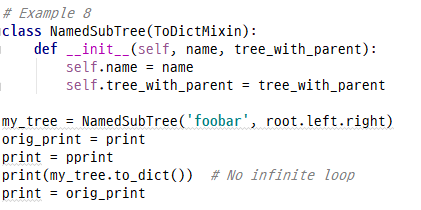 # Example 8
class NamedSubTree(ToDictMixin):
    def __init__(self, name, tree_with_parent):
        self.name = name
        self.tree_with_parent = tree_with_parent

my_tree = NamedSubTree('foobar', root.left.right)
orig_print = print
print = pprint
print(my_tree.to_dict())  # No infinite loop
print = orig_print